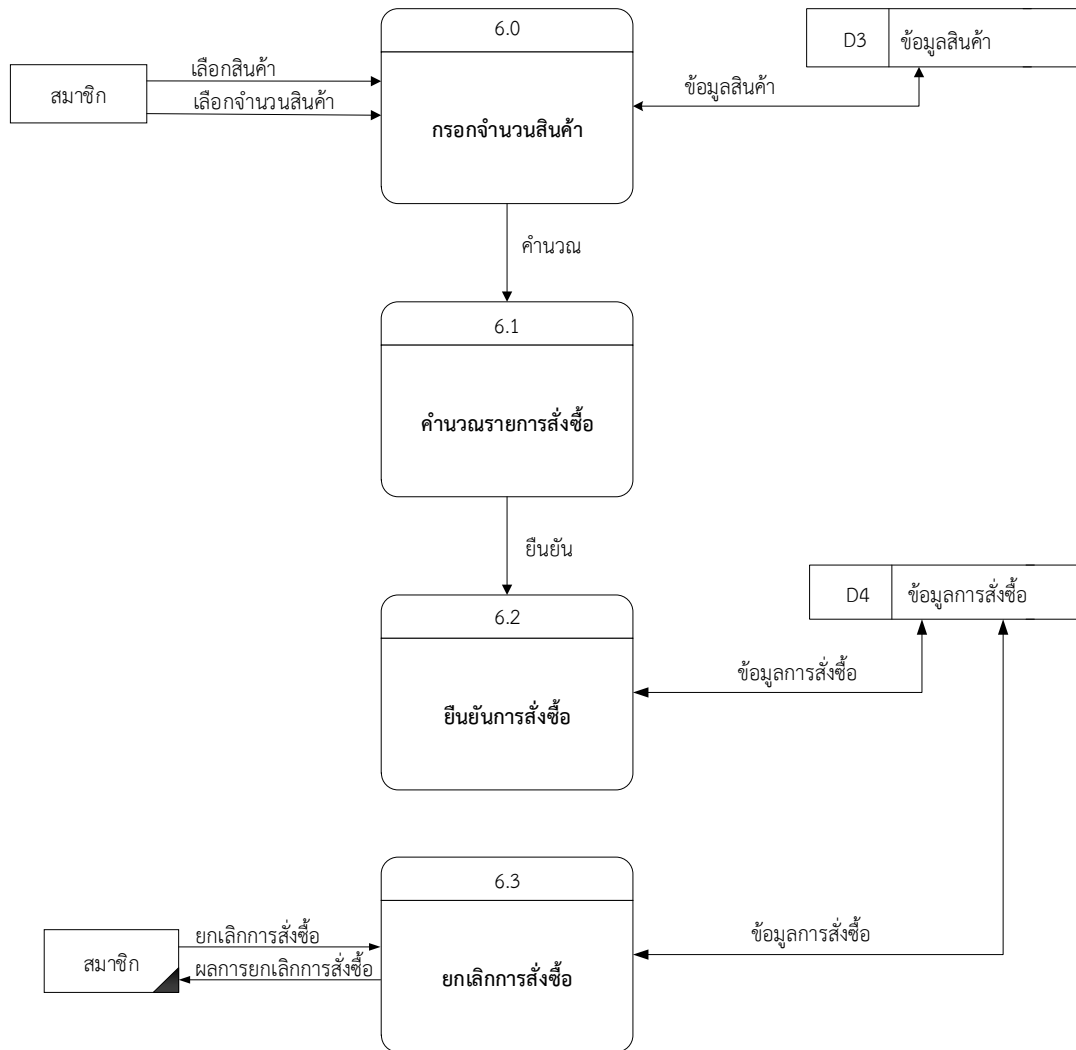 6.0
D3
ข้อมูลสินค้า
สมาชิก
เลือกสินค้า
เลือกจำนวนสินค้า
ข้อมูลสินค้า
กรอกจำนวนสินค้า
คำนวณ
6.1
คำนวณรายการสั่งซื้อ
ยืนยัน
6.2
D4
ข้อมูลการสั่งซื้อ
ข้อมูลการสั่งซื้อ
ยืนยันการสั่งซื้อ
6.3
สมาชิก
ยกเลิกการสั่งซื้อ
ผลการยกเลิกการสั่งซื้อ
ข้อมูลการสั่งซื้อ
ยกเลิกการสั่งซื้อ